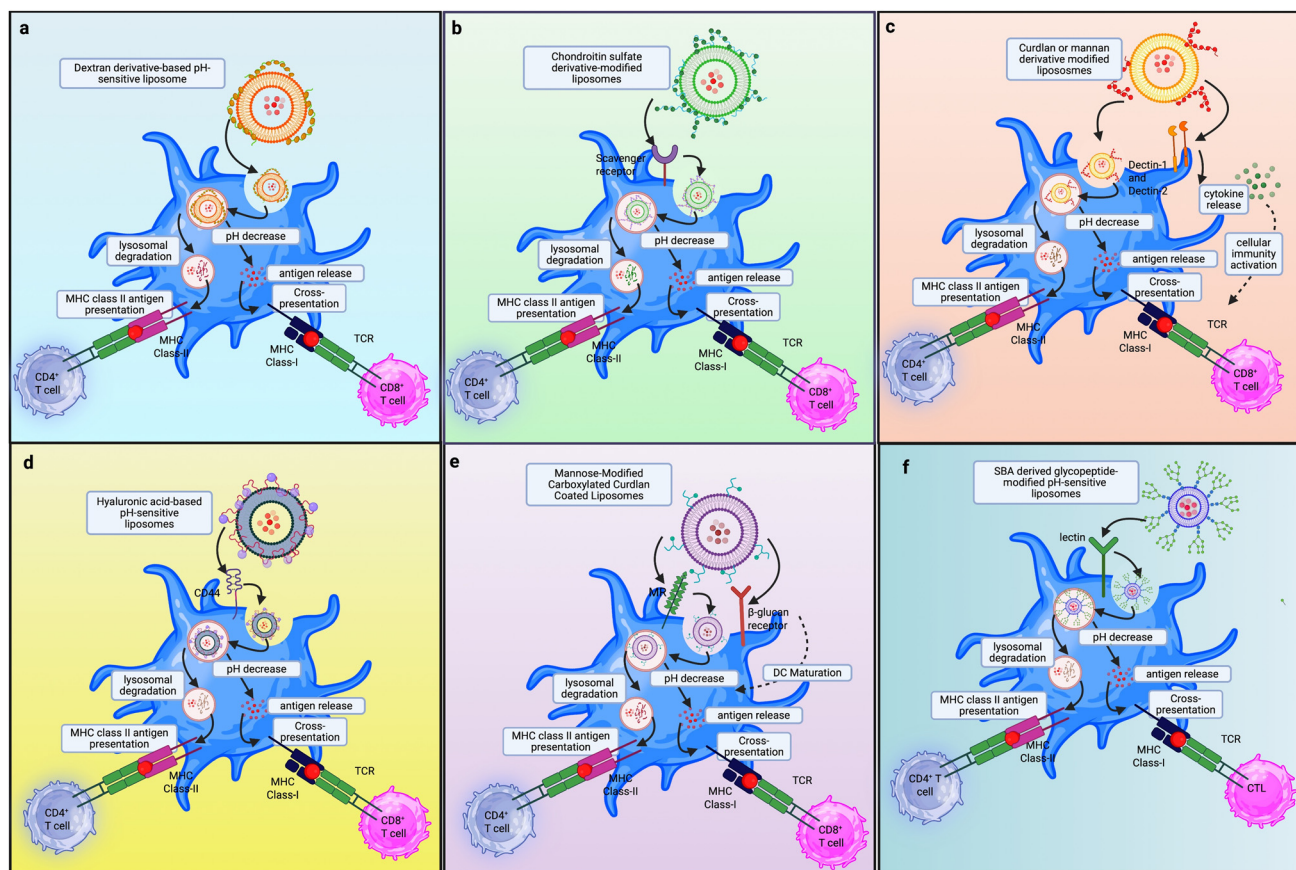 a
Dextran derivative-based pH-
sensitive liposome
lysosomal
degradation
pH decrease
antigen release
MHC class II antigen
presentation
Cross-
presentation
MHC
Class-II
MHC
Class-I
TCR
CD4+
T cell
CD8+
T cell
b
Chondroitin sulfate
derivative-modified
liposomes
Scavenger
receptor
lysosomal
degradation
pH decrease
antigen release
MHC class II antigen
presentation
Cross-
presentation
MHC
Class-II
MHC
Class-I
TCR
CD4+
T cell
CD8+
T cell
c
Curdlan or mannan
derivative modified
lipososmes
Dectin-1
and
Dectin-2
cytokine
release
cellular
immunity
activation
lysosomal
degradation
pH decrease
antigen release
MHC class II antigen
presentation
Cross-
presentation
MHC
Class-II
MHC
Class-I
TCR
CD4+
T cell
CD8+
T cell
d
Hyaluronic acid-based
pH-sensitive
liposomes
CD44
lysosomal
degradation
pH decrease
antigen release
MHC class II antigen
presentation
Cross-
presentation
MHC
Class-II
MHC
Class-I
TCR
CD4+
T cell
CD8+
T cell
e
Mannose-Modified
Carboxylated Curdlan
Coated Liposomes
MR
β-glucan
receptor
DC Maturation
lysosomal
degradation
pH decrease
antigen release
MHC class II antigen
presentation
Cross-
presentation
MHC
Class-II
MHC
Class-I
TCR
CD4+
T cell
CD8+
T cell
f
SBA derived glycopeptide-
modified pH-sensitive
liposomes
lectin
lysosomal
degradation
pH decrease
antigen release
MHC class II antigen
presentation
Cross-
presentation
MHC
Class-II
MHC
Class-I
TCR
CD4+ T
cell
CTL